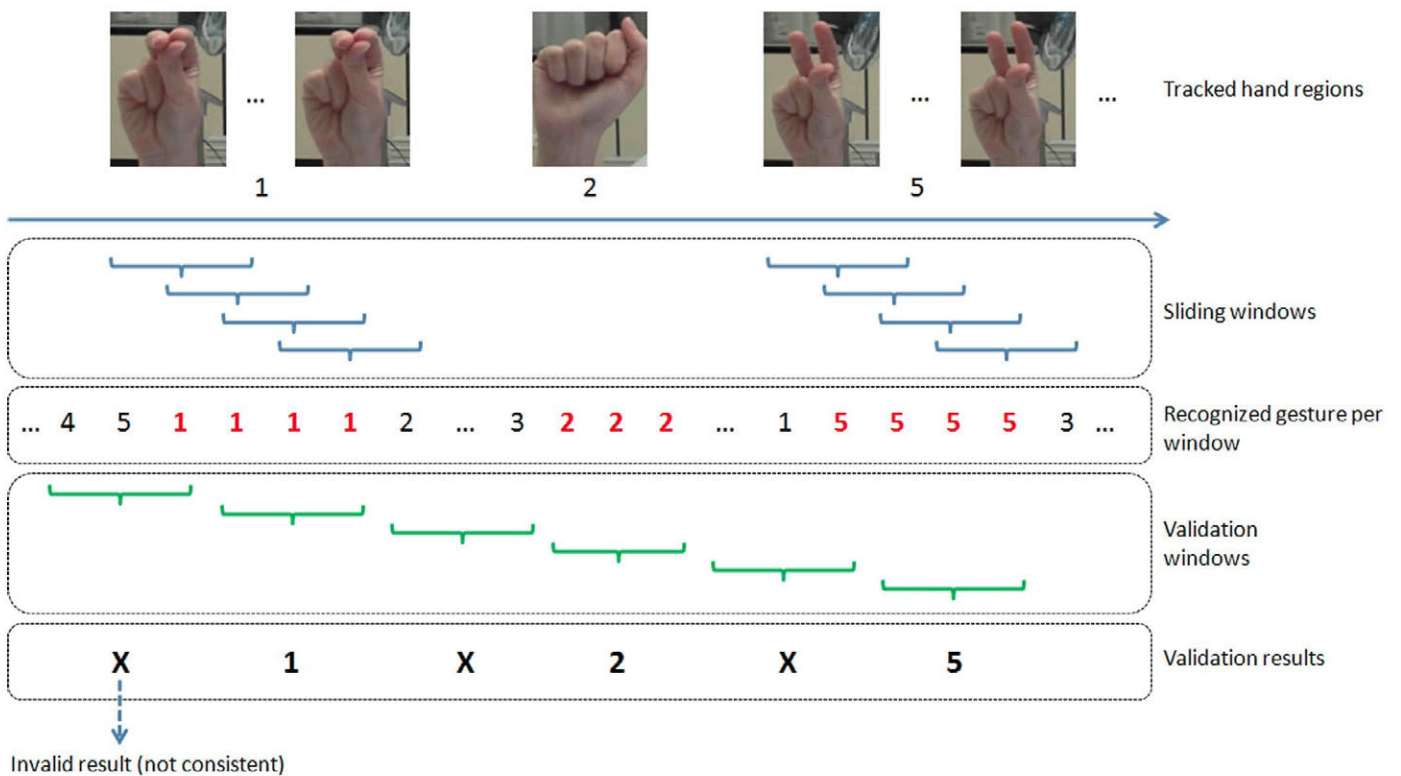 ... ... ... Tracked hand regions
1 2 5
Sliding windows
... 4 5 1 1 1 1 2 ... 3 2 2 2 ... 1 5 5 5 5 3 ... Recognized gesture per
window
Validation
windows
X 1 X 2 X 5 Validation results
Invalid result (not consistent)